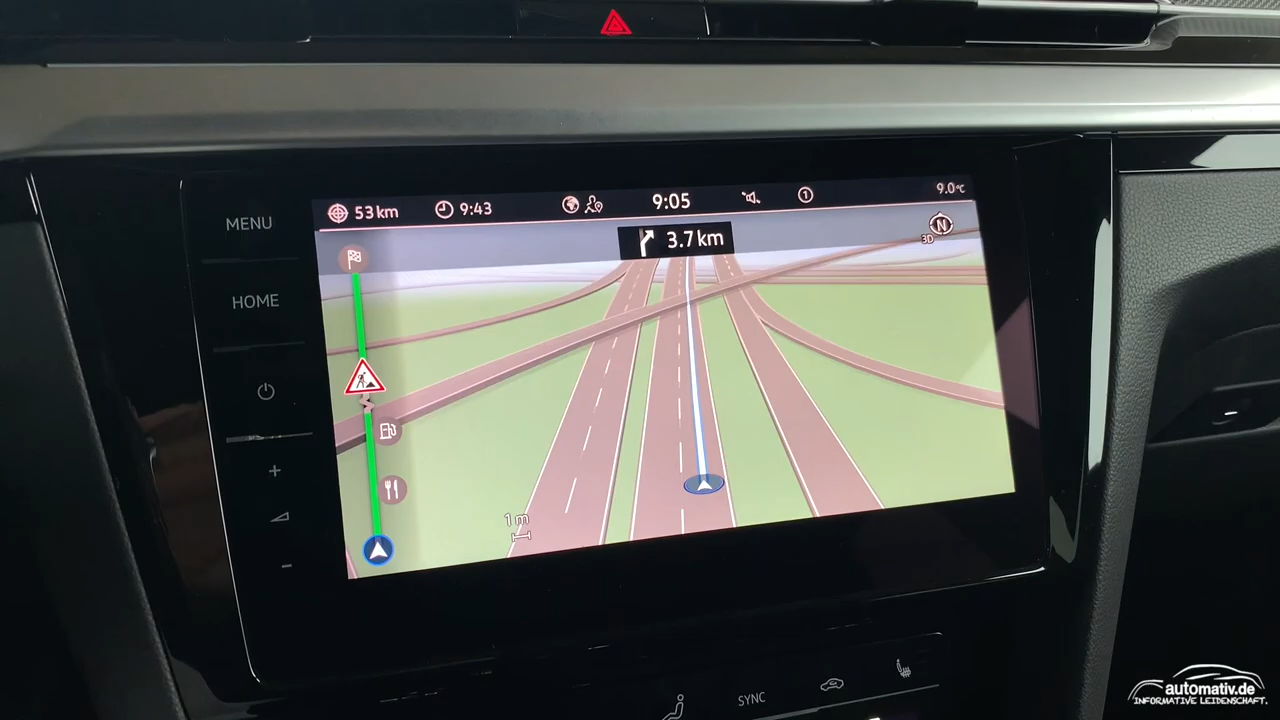 MENU
HOME
+
-
53 km
9:43
9:05
1
9.0°C
3.7 km
N
3D
1 m
SYNC
automativ.de
INFORMATIVE LEIDENSCHAFT.